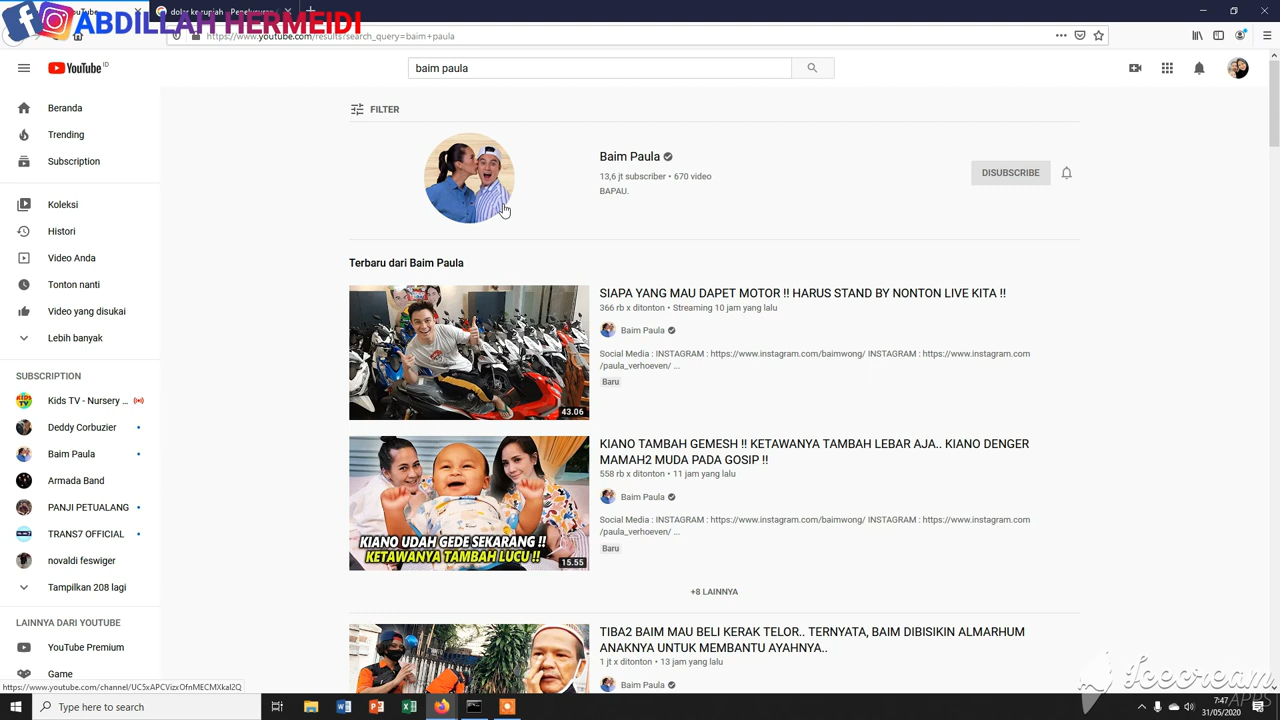 ABDILLAH HERMEIDI
https://www.youtube.com/results?search_query=baim+paula
YouTube ID
baim paula
Beranda
Trending
Subscription
Koleksi
Histori
Video Anda
Tonton nanti
Video yang disukai
Lebih banyak
SUBSCRIPTION
Kids TV - Nursery ...
Deddy Corbuzier
Baim Paula
Armada Band
PANJI PETUALANG
TRANS7 OFFICIAL
novaldi feswiger
Tampilkan 208 lagi
LAINNYA DARI YOUTUBE
YouTube Premium
Game
FILTER
Baim Paula
13,6 jt subscriber • 670 video
BAPAU.
DISUBSCRIBE
Terbaru dari Baim Paula
43.06
SIAPA YANG MAU DAPET MOTOR !! HARUS STAND BY NONTON LIVE KITA !!
366 rb x ditonton • Streaming 10 jam yang lalu
Baim Paula
Social Media : INSTAGRAM : https://www.instagram.com/baimwong/ INSTAGRAM : https://www.instagram.com
/paula_verhoeven/ ...
Baru
KIANO UDAH GEDE SEKARANG !!
KETAWANYA TAMBAH LUCU !!
15.55
KIANO TAMBAH GEMESH !! KETAWANYA TAMBAH LEBAR AJA.. KIANO DENGER
MAMAH2 MUDA PADA GOSIP !!
558 rb x ditonton • 11 jam yang lalu
Baim Paula
Social Media : INSTAGRAM : https://www.instagram.com/baimwong/ INSTAGRAM : https://www.instagram.com
/paula_verhoeven/ ...
Baru
+8 LAINNYA
TIBA2 BAIM MAU BELI KERAK TELOR.. TERNYATA, BAIM DIBISIKIN ALMARHUM
ANAKNYA UNTUK MEMBANTU AYAHNYA..
1 jt x ditonton • 13 jam yang lalu
Baim Paula
Icecream
APPS
https://www.youtube.com/channel/UC5xAPCVizxOfnMECMXkal2Q
Type here to search
7:47
31/05/2020